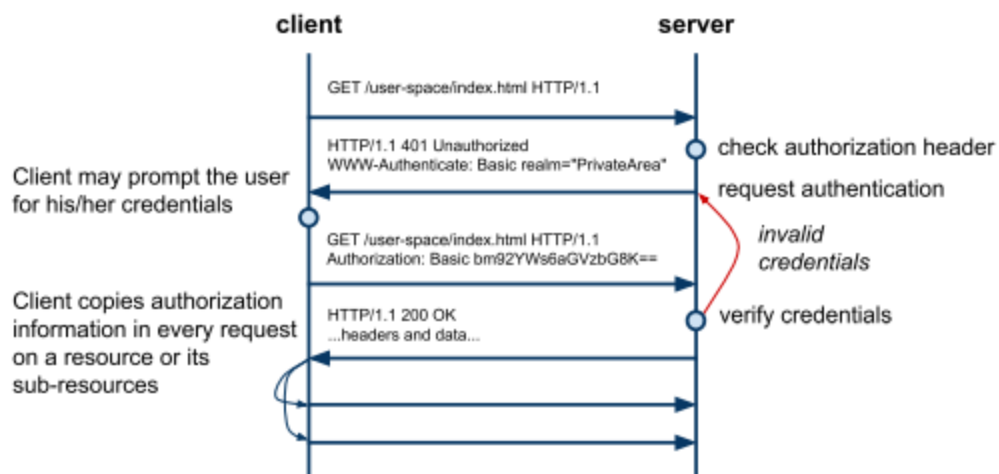 client
server
GET /user-space/index.html HTTP/1.1
HTTP/1.1 401 Unauthorized
WWW-Authenticate: Basic realm="PrivateArea"
check authorization header
request authentication
Client may prompt the user
for his/her credentials
invalid
credentials
GET /user-space/index.html HTTP/1.1
Authorization: Basic bm92YWs6aGVzbG8K==
Client copies authorization
information in every request
on a resource or its
sub-resources
HTTP/1.1 200 OK
...headers and data...
verify credentials